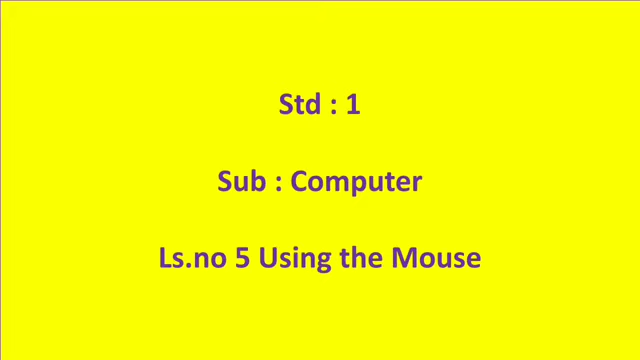 Std : 1
Sub : Computer
Ls.no 5 Using the Mouse